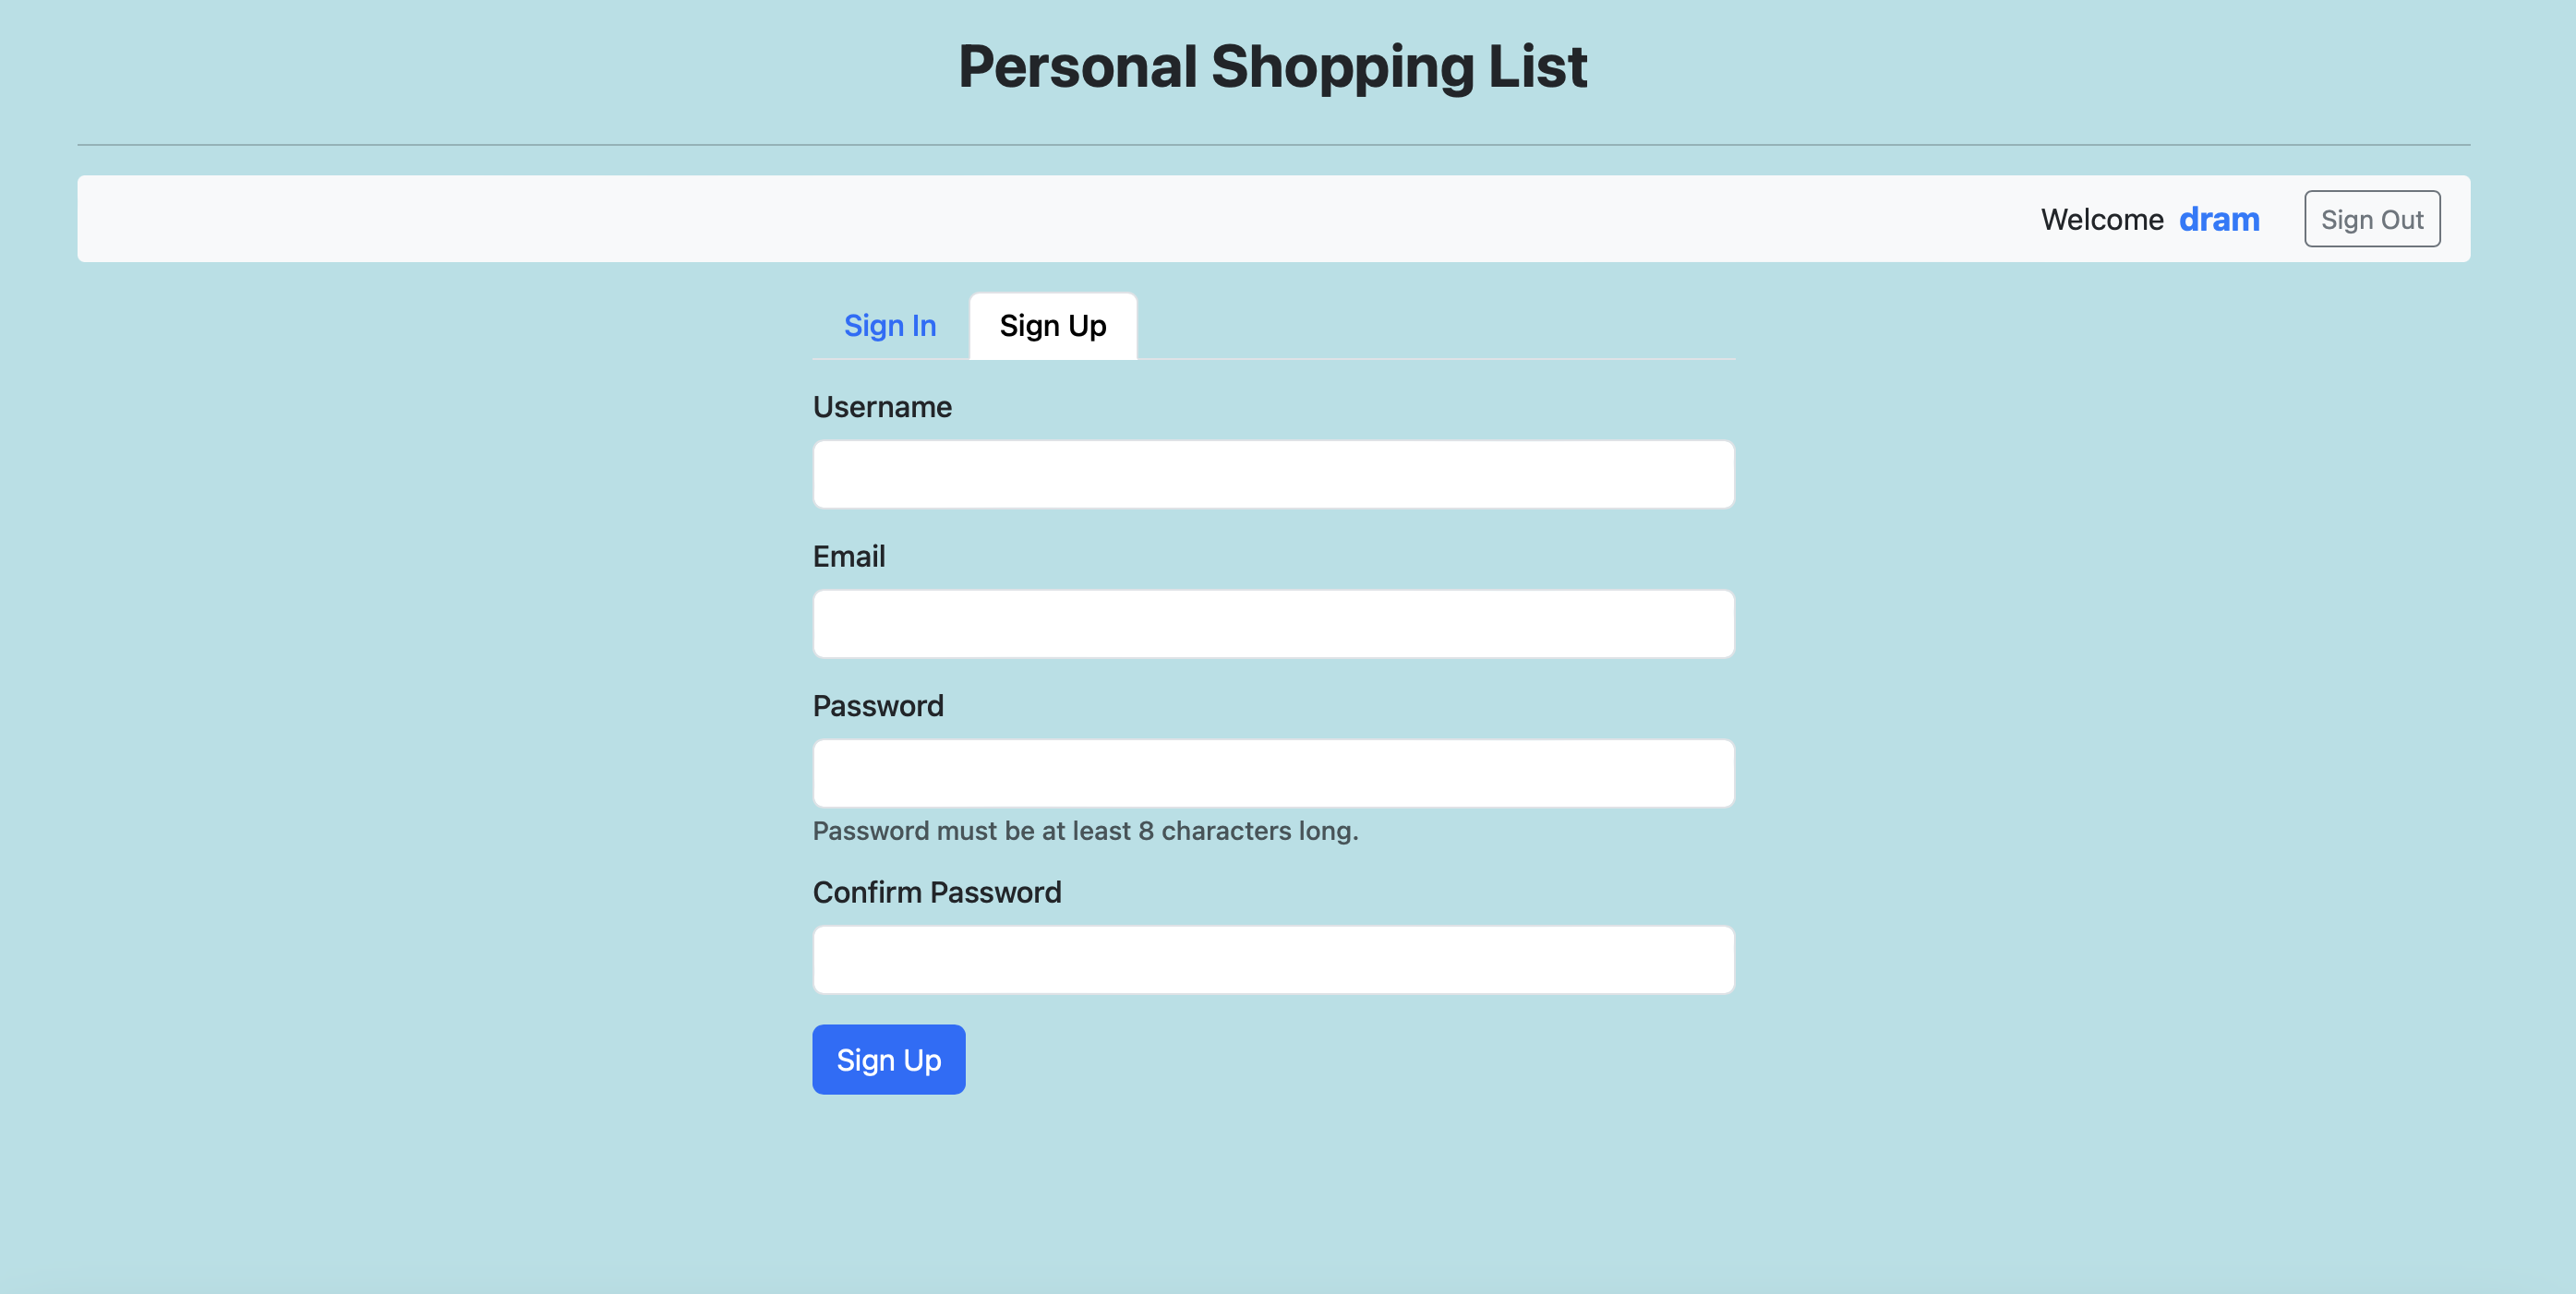 Personal Shopping List
Welcome dram Sign Out
Sign In Sign Up
Username
Email
Password
Password must be at least 8 characters long.
Confirm Password
Sign Up